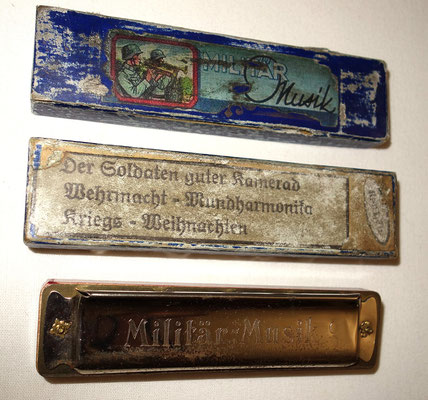 MILITÄR
Musik
Der Soldaten guter Kamerad
Wehrmacht - Mundharmonika
Kriegs - Weihnachten
Militär-Musik